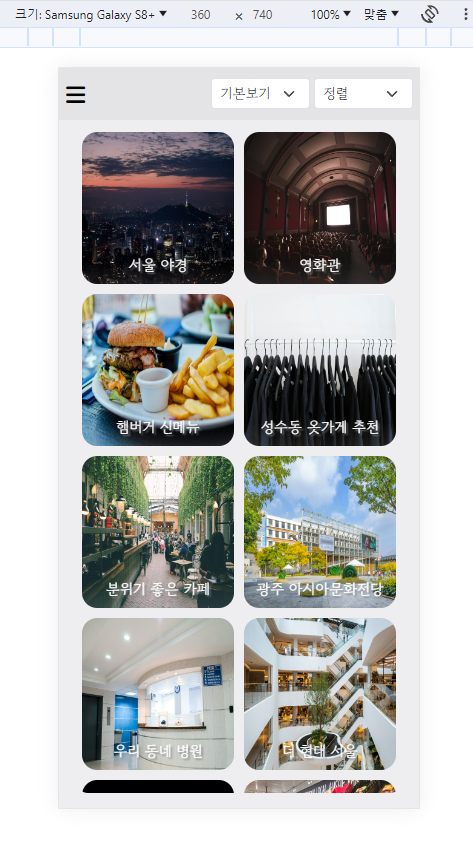 크기: Samsung Galaxy S8+ ▼ 360 × 740 100% ▼ 맞춤 ▼
기본보기 정렬
서울 야경 영화관
햄버거 신메뉴 성수동 옷가게 추천
분위기 좋은 카페 광주 아시아문화전당
우리 동네 병원 더 현대 서울